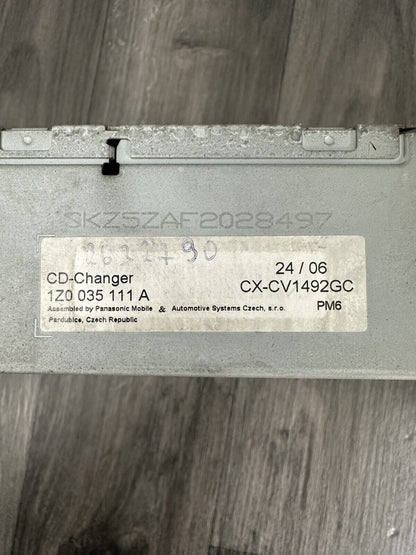 SKZ5ZAF2028497
2632790
CD-Changer 24 / 06
1Z0 035 111 A CX-CV1492GC
Assembled by Panasonic Mobile & Automotive Systems Czech, s.r.o. PM6
Pardubice, Czech Republic